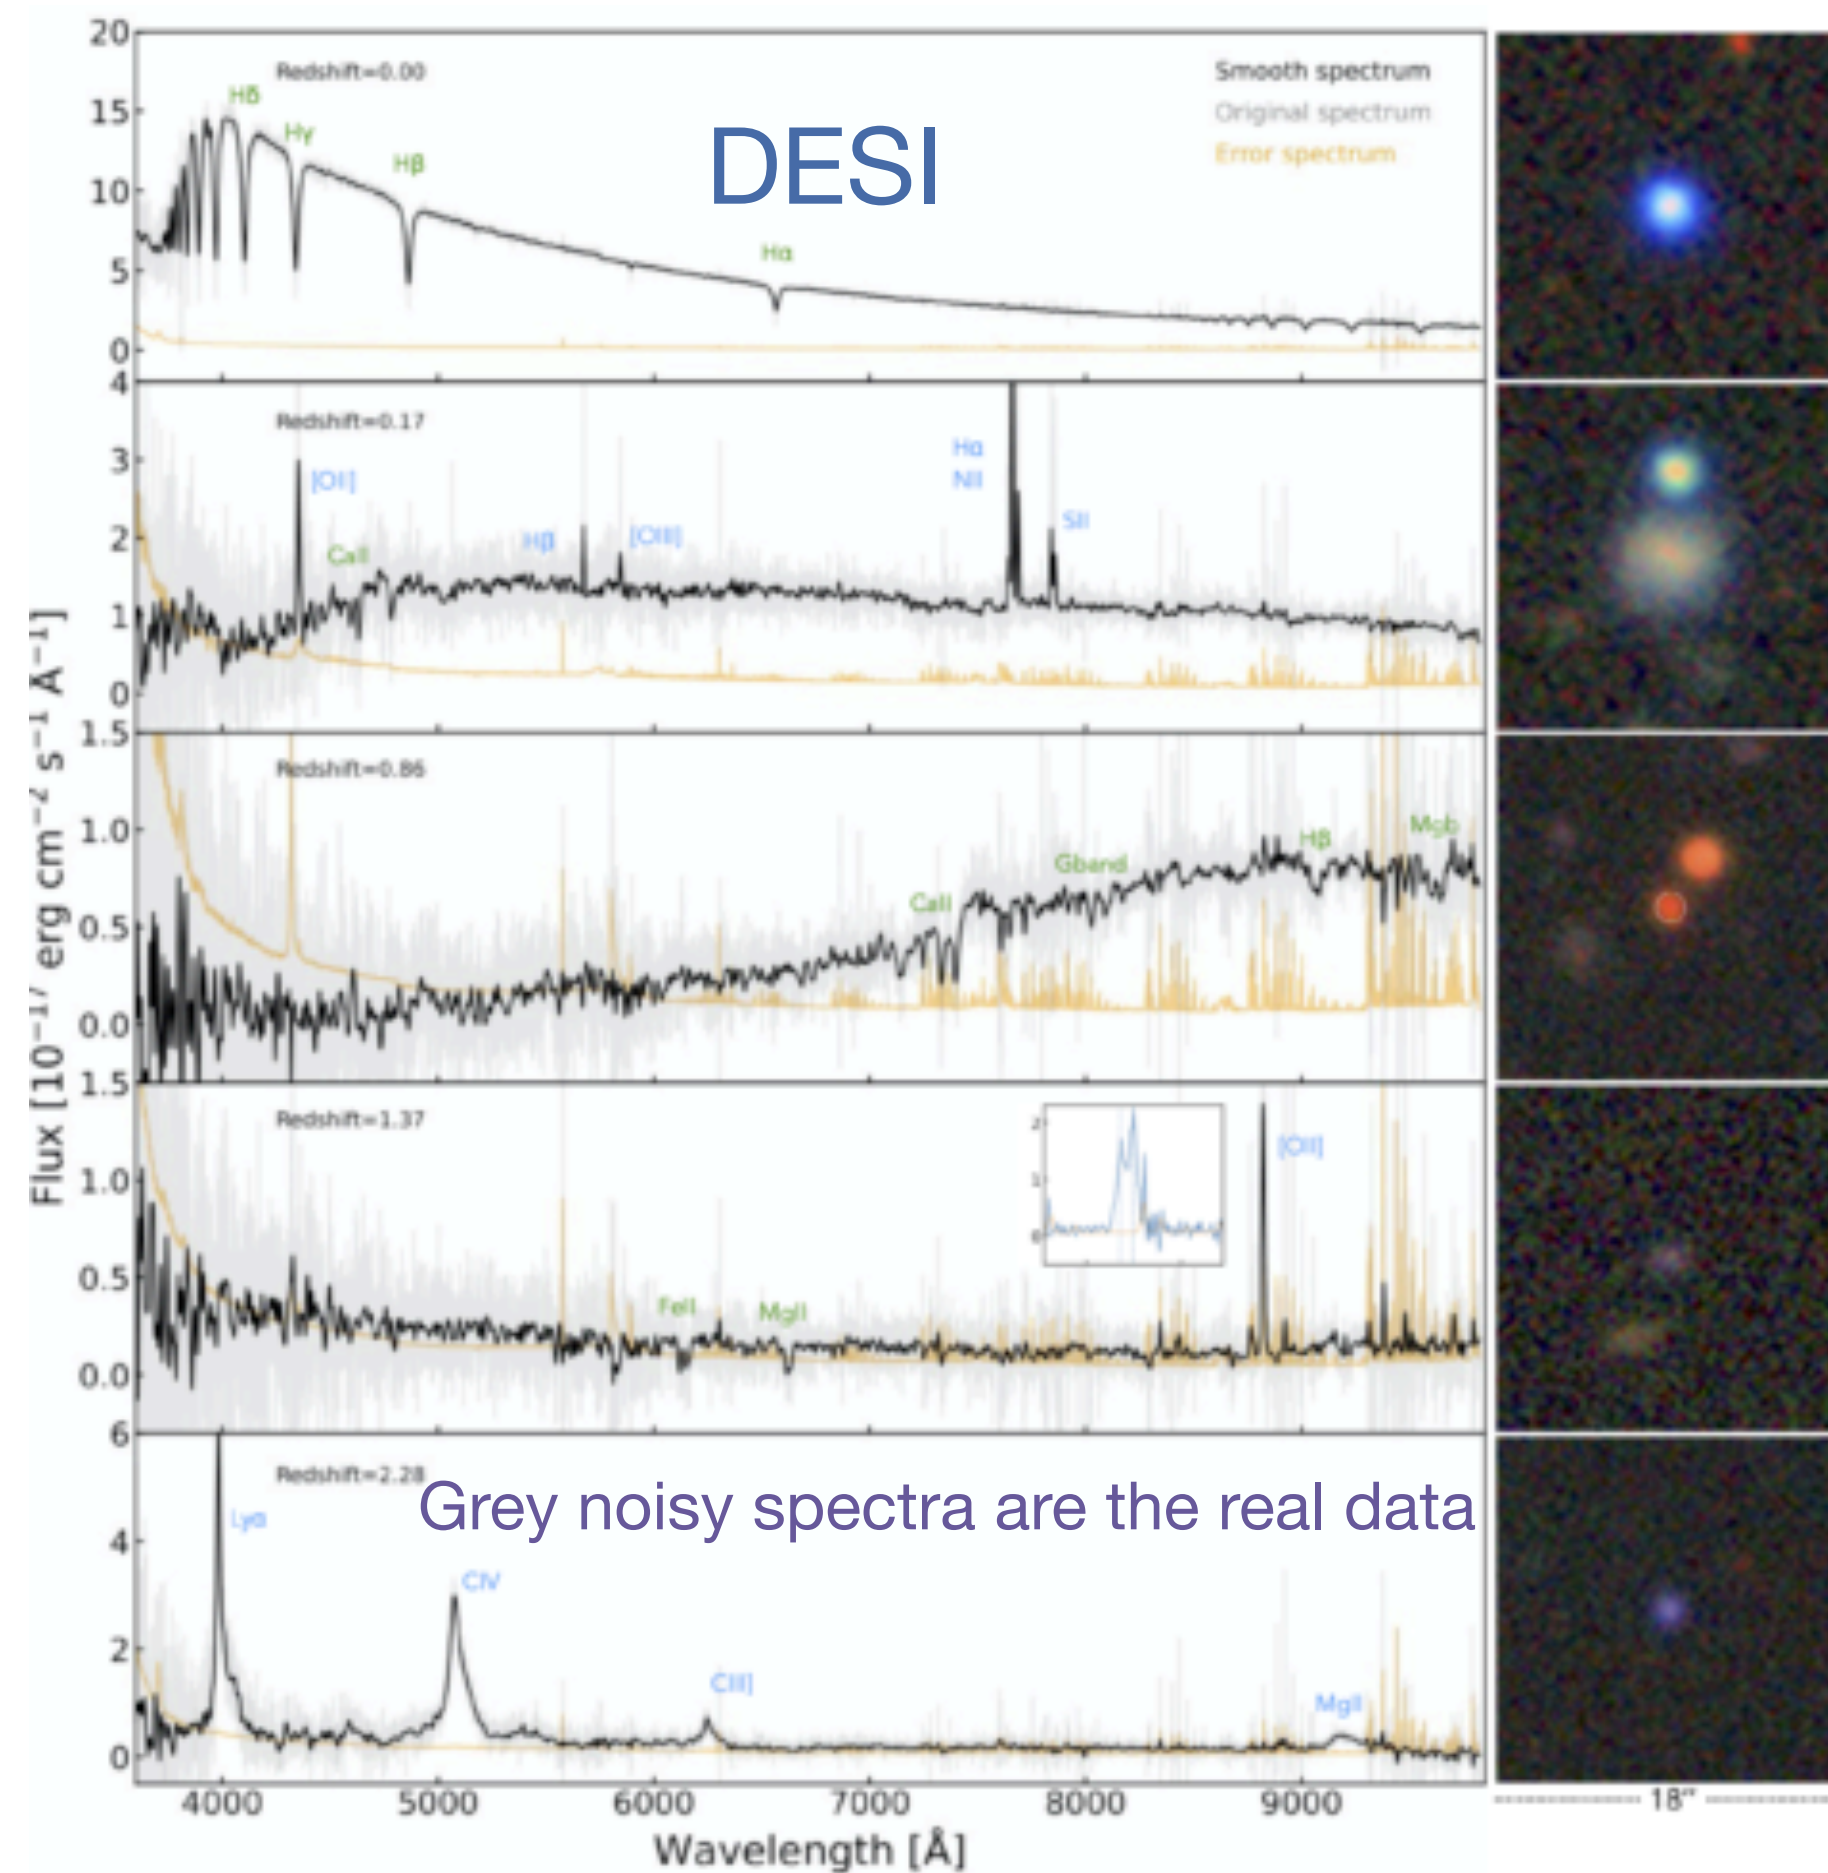 Flux [10⁻¹⁷ erg cm⁻² s⁻¹ Å⁻¹]
20
15
10
5
0
Redshift=0.00
Hδ
Hγ
Hβ
Hα
DESI
Smooth spectrum
Original spectrum
Error spectrum
4
3
2
1
0
Redshift=0.17
[OII]
CaII
Hβ
[OIII]
Hα
NII
SII
1.5
1.0
0.5
0.0
Redshift=0.86
CaII
Gband
Hβ
Mgb
1.5
1.0
0.5
0.0
Redshift=1.37
FeII
MgII
2
1
0
[OII]
6
4
2
0
Redshift=2.28
Grey noisy spectra are the real data
Lyα
CIV
CIII]
MgII
4000 5000 6000 7000 8000 9000
Wavelength [Å]
18″